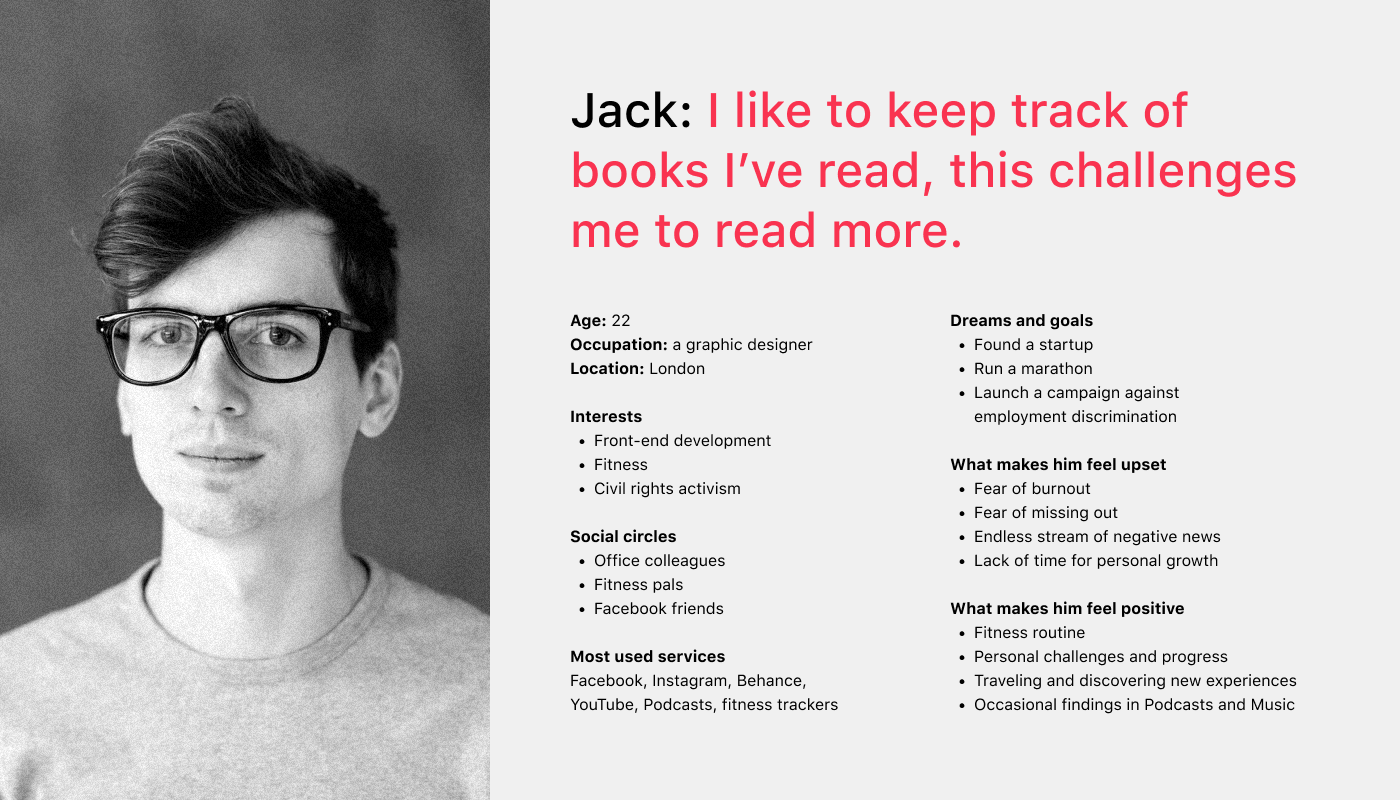 Jack: I like to keep track of
books I’ve read, this challenges
me to read more.
Age: 22
Occupation: a graphic designer
Location: London
Interests
• Front-end development
• Fitness
• Civil rights activism
Social circles
• Office colleagues
• Fitness pals
• Facebook friends
Most used services
Facebook, Instagram, Behance,
YouTube, Podcasts, fitness trackers
Dreams and goals
• Found a startup
• Run a marathon
• Launch a campaign against
employment discrimination
What makes him feel upset
• Fear of burnout
• Fear of missing out
• Endless stream of negative news
• Lack of time for personal growth
What makes him feel positive
• Fitness routine
• Personal challenges and progress
• Traveling and discovering new experiences
• Occasional findings in Podcasts and Music